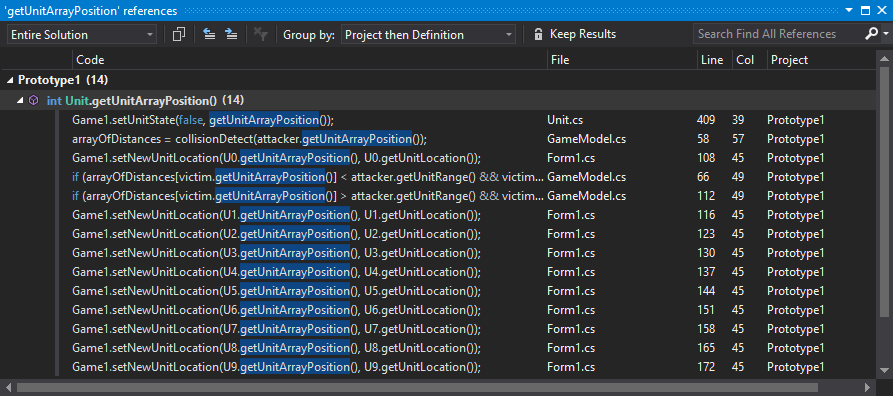 'getUnitArrayPosition' references
Entire Solution Group by: Project then Definition Keep Results Search Find All References
Code File Line Col Project
Prototype1 (14)
int Unit.getUnitArrayPosition() (14)
Game1.setUnitState(false, getUnitArrayPosition()); Unit.cs 409 39 Prototype1
arrayOfDistances = collisionDetect(attacker.getUnitArrayPosition()); GameModel.cs 58 57 Prototype1
Game1.setNewUnitLocation(U0.getUnitArrayPosition(), U0.getUnitLocation()); Form1.cs 108 45 Prototype1
if (arrayOfDistances[victim.getUnitArrayPosition()] < attacker.getUnitRange() && victim... GameModel.cs 66 49 Prototype1
if (arrayOfDistances[victim.getUnitArrayPosition()] > attacker.getUnitRange() && victim... GameModel.cs 112 49 Prototype1
Game1.setNewUnitLocation(U1.getUnitArrayPosition(), U1.getUnitLocation()); Form1.cs 116 45 Prototype1
Game1.setNewUnitLocation(U2.getUnitArrayPosition(), U2.getUnitLocation()); Form1.cs 123 45 Prototype1
Game1.setNewUnitLocation(U3.getUnitArrayPosition(), U3.getUnitLocation()); Form1.cs 130 45 Prototype1
Game1.setNewUnitLocation(U4.getUnitArrayPosition(), U4.getUnitLocation()); Form1.cs 137 45 Prototype1
Game1.setNewUnitLocation(U5.getUnitArrayPosition(), U5.getUnitLocation()); Form1.cs 144 45 Prototype1
Game1.setNewUnitLocation(U6.getUnitArrayPosition(), U6.getUnitLocation()); Form1.cs 151 45 Prototype1
Game1.setNewUnitLocation(U7.getUnitArrayPosition(), U7.getUnitLocation()); Form1.cs 158 45 Prototype1
Game1.setNewUnitLocation(U8.getUnitArrayPosition(), U8.getUnitLocation()); Form1.cs 165 45 Prototype1
Game1.setNewUnitLocation(U9.getUnitArrayPosition(), U9.getUnitLocation()); Form1.cs 172 45 Prototype1